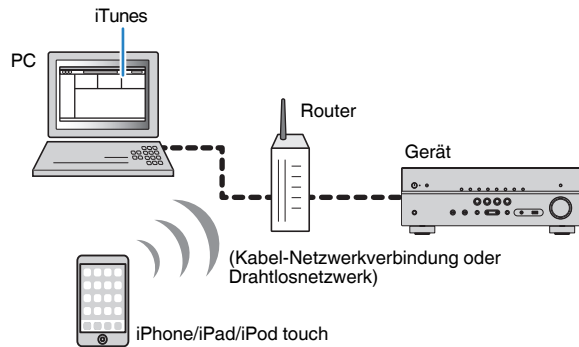 iTunes
PC
Router
Gerät
(Kabel-Netzwerkverbindung oder
Drahtlosnetzwerk)
iPhone/iPad/iPod touch